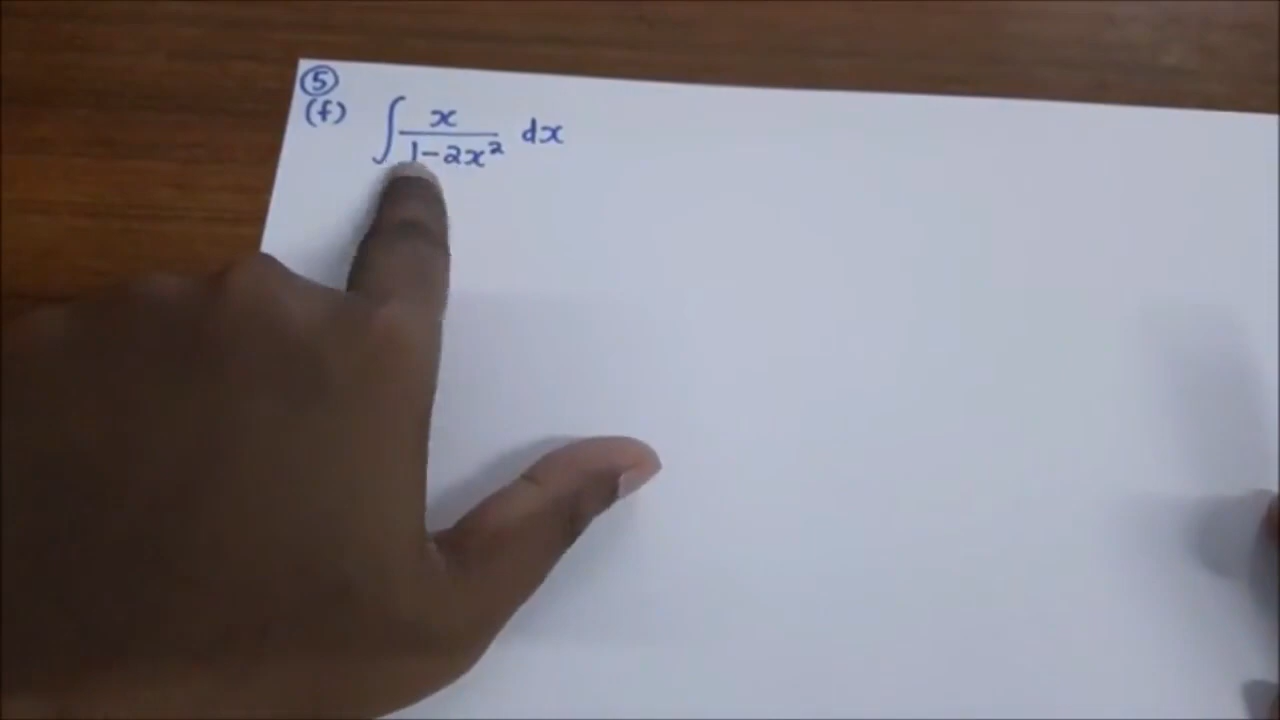 ⑤
(f) ∫ x/(1-2x²) dx